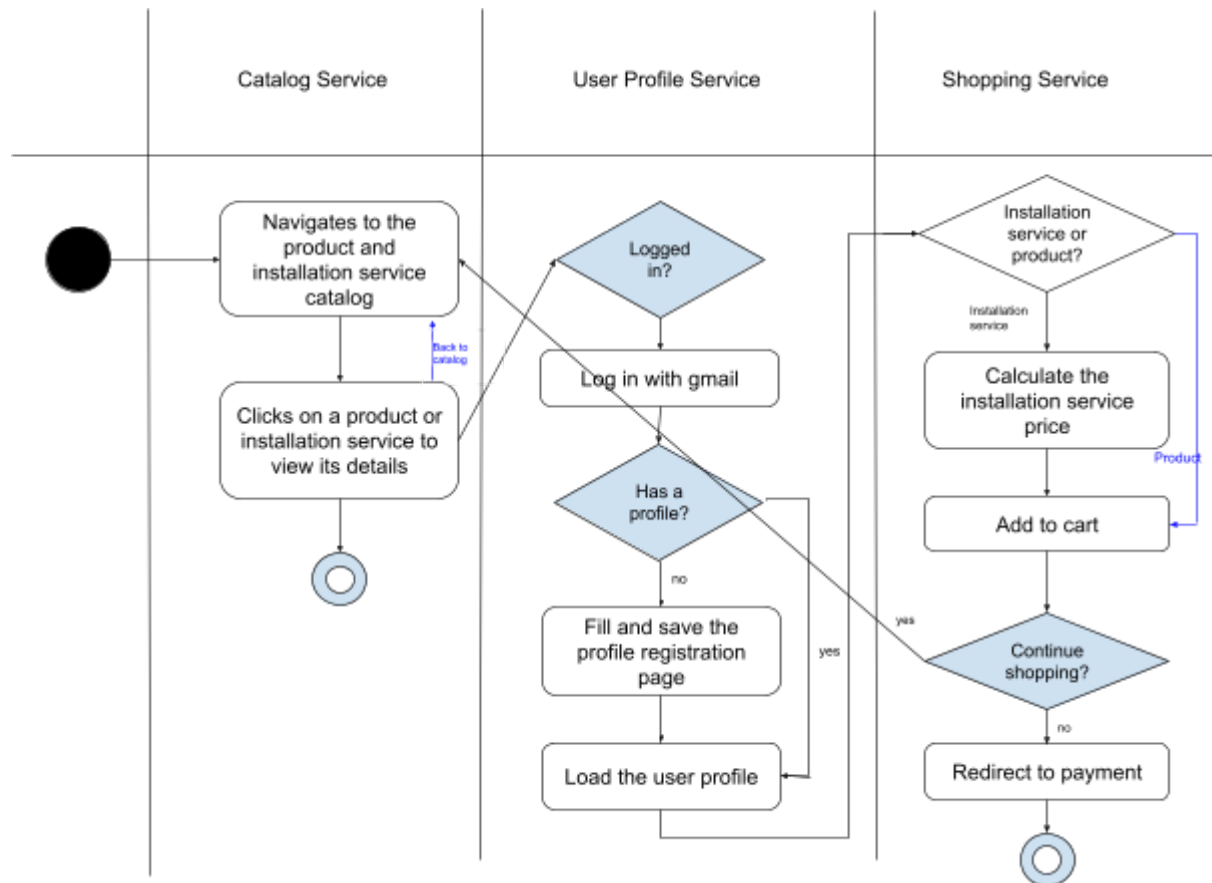 Catalog Service
User Profile Service
Shopping Service
Navigates to the
product and
installation service
catalog
Back to
catalog
Clicks on a product or
installation service to
view its details
Logged
in?
Log in with gmail
Has a
profile?
no
yes
Fill and save the
profile registration
page
Load the user profile
Installation
service or
product?
Installation
service
Calculate the
installation service
price
Product
Add to cart
yes
Continue
shopping?
no
Redirect to payment